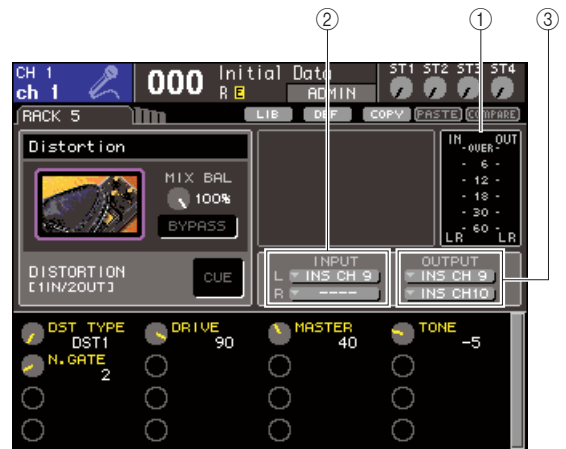 ② ① ③
CH 1
ch 1
000
Initial Data
R E
ADMIN
ST1 ST2 ST3 ST4
RACK 5
LIB DEF COPY PASTE COMPARE
Distortion
MIX BAL
100%
BYPASS
DISTORTION
[1IN/2OUT]
CUE
IN OUT
-OVER-
- 6 -
- 12 -
- 18 -
- 30 -
- 60 -
LR LR
INPUT
L INS CH 9
R ----
OUTPUT
INS CH 9
INS CH10
DST TYPE DRIVE MASTER TONE
DST1 90 40 -5
N.GATE
2